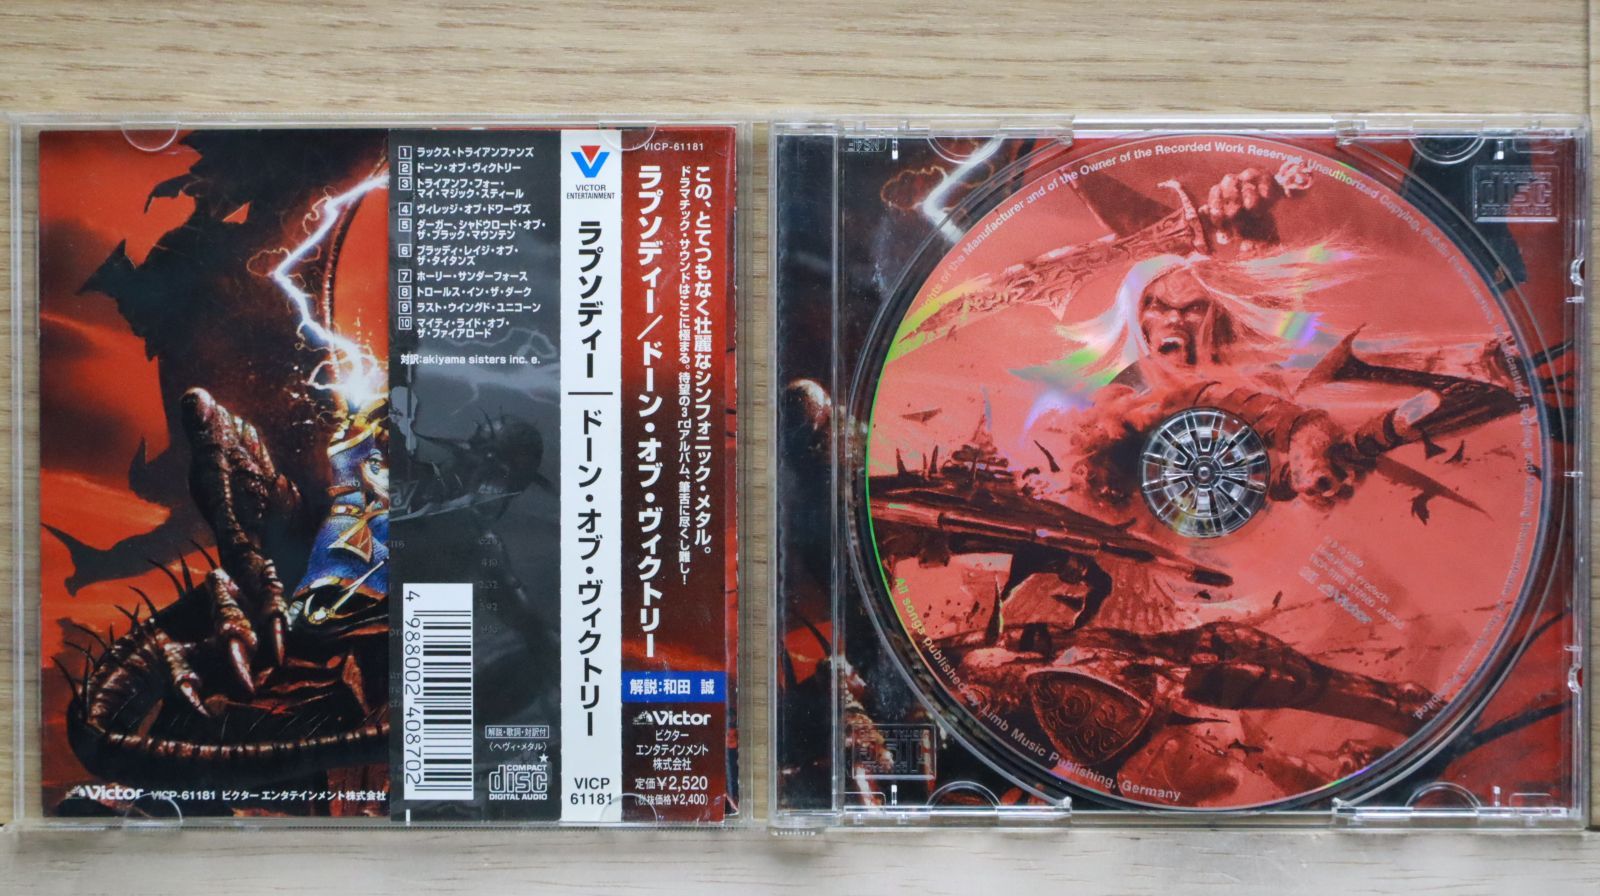 1 ラックス・トライアンファンズ
2 ドーン・オブ・ヴィクトリー
3 トライアンフ・フォー・
マイ・マジック・スティール
4 ヴィレッジ・オブ・ドワーヴズ
5 ダーガー、シャドウロード・オブ・
ザ・ブラック・マウンテン
6 ブラッディ・レイジ・オブ・
ザ・タイタンズ
7 ホーリー・サンダーフォース
8 トロールス・イン・ザ・ダーク
9 ラスト・ウイングド・ユニコーン
10 マイティ・ライド・オブ・
ザ・ファイアロード
対訳:akiyama sisters inc. e.
4 988002 408702
解説・歌詞・対訳付
(ヘヴィ・メタル)
★
COMPACT
disc
DIGITAL AUDIO
Victor VICP-61181 ビクター エンタテインメント株式会社
VICTOR
ENTERTAINMENT
ラプソディー
ドーン・オブ・ヴィクトリー
VICP
61181
VICP-61181
この、とてつもなく壮麗なシンフォニック・メタル。
ドラマチック・サウンドはここに極まる。待望の3rdアルバム、筆舌に尽くし難し!
ラプソディー/ドーン・オブ・ヴィクトリー
解説:和田 誠
Victor
ビクター
エンタテインメント
株式会社
定価¥2,520
(税抜価格¥2,400)
of the Manufacturer and of the Owner of the Recorded Work Reserved. Unauthorized Copying, Public
All songs published by Limb Music Publishing, Germany
Victor
COMPACT
disc
DIGITAL AUDIO